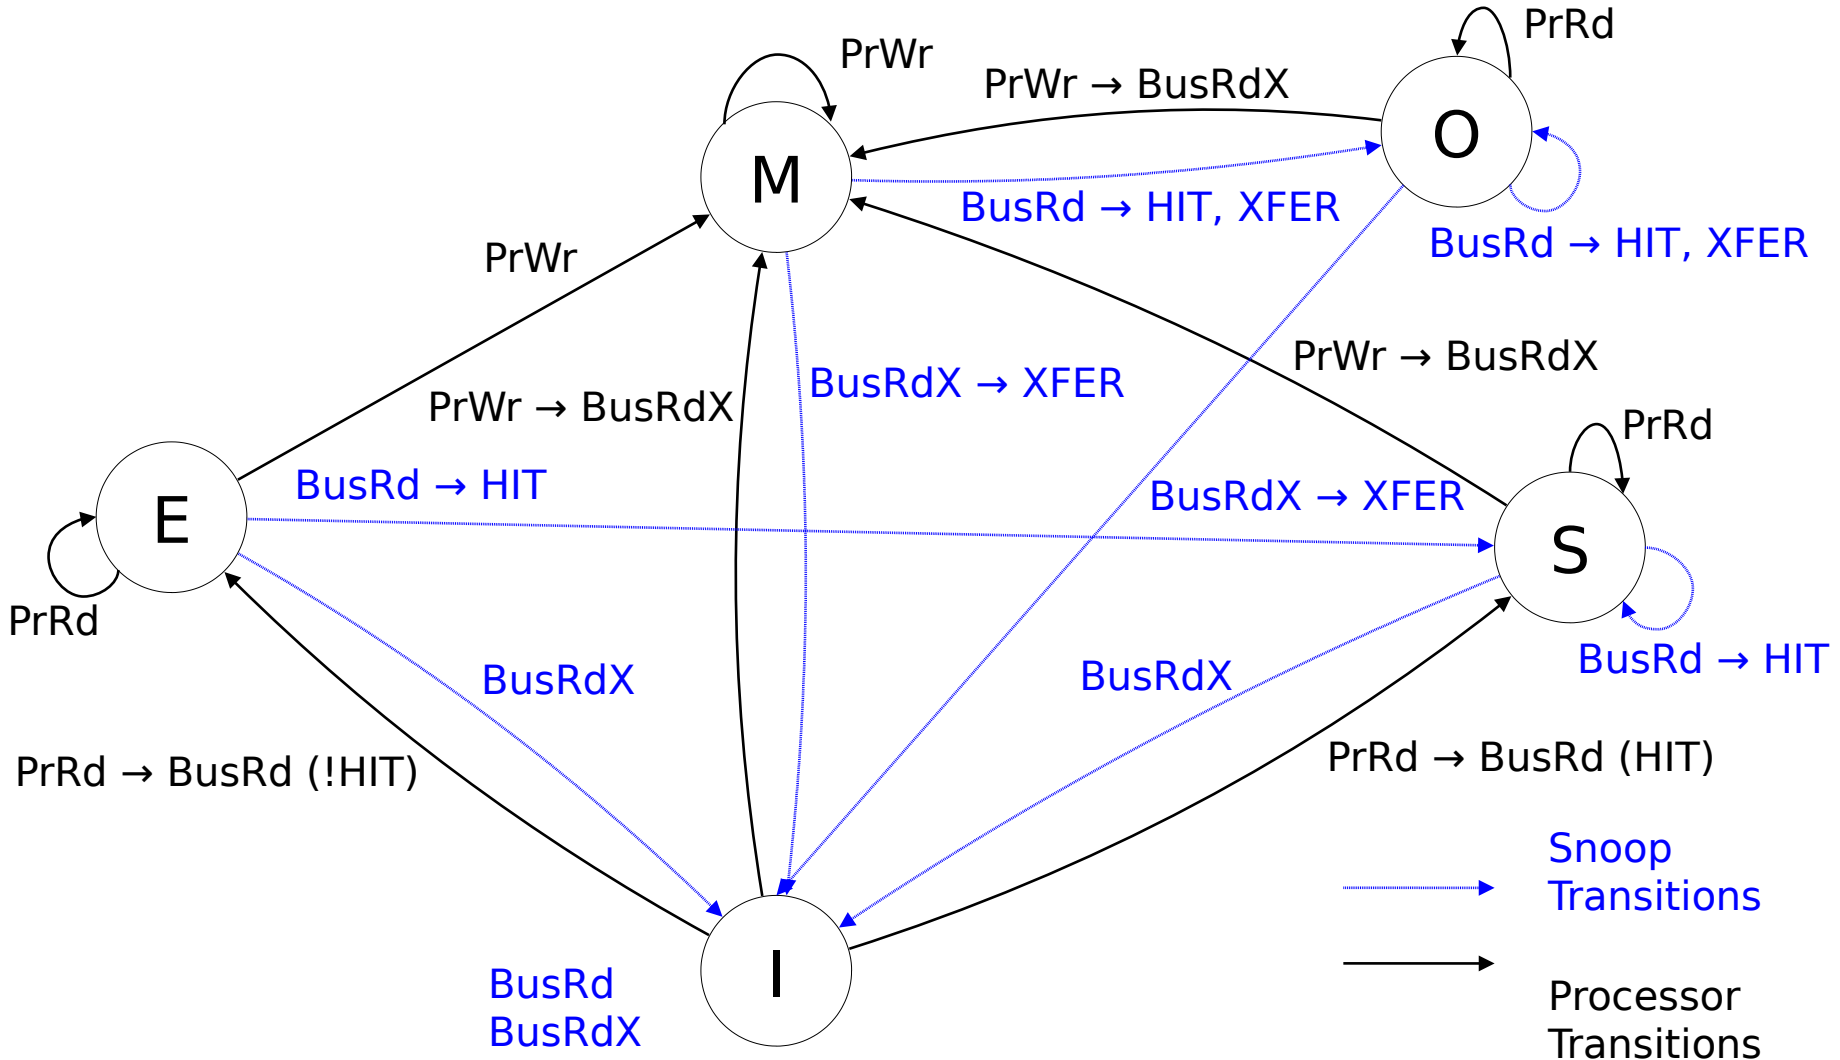 PrRd
PrWr
PrWr → BusRdX
O
M
BusRd → HIT, XFER
BusRd → HIT, XFER
PrWr
PrWr → BusRdX
BusRdX → XFER
PrWr → BusRdX
PrRd
BusRd → HIT
BusRdX → XFER
E
S
PrRd
BusRd → HIT
BusRdX
BusRdX
PrRd → BusRd (!HIT)
PrRd → BusRd (HIT)
I
BusRd
BusRdX
Snoop
Transitions
Processor
Transitions